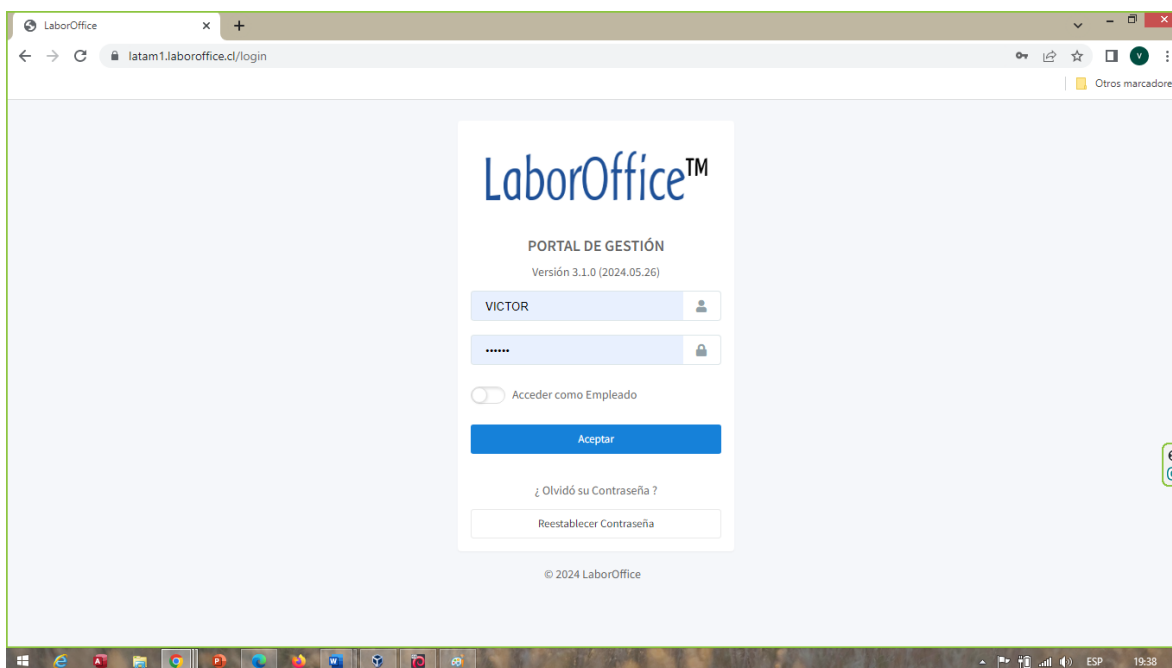 LaborOffice
latam1.laboroffice.cl/login
V
Otros marcadore
LaborOffice™
PORTAL DE GESTIÓN
Versión 3.1.0 (2024.05.26)
VICTOR
••••••
Acceder como Empleado
Aceptar
¿ Olvidó su Contraseña ?
Reestablecer Contraseña
© 2024 LaborOffice
ESP
19:38